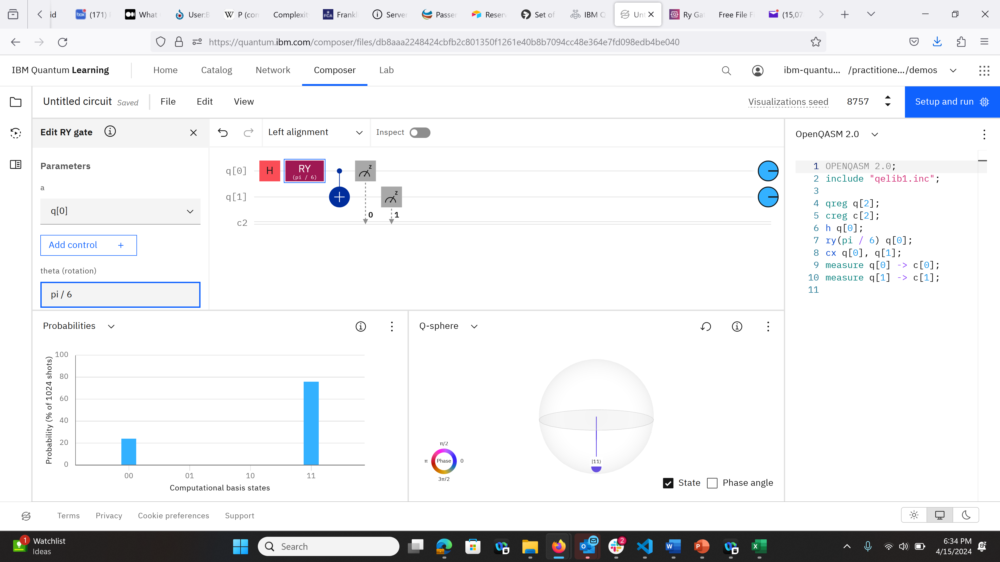 id
(171)
What
User:B
W P (con
Complexit
FCA Frankl
Server
Passer
Reserv
Set of
IBM Q
Unt
Ry Ga
Free File F
(15,07
https://quantum.ibm.com/composer/files/db8aaa2248424cbfb2c801350f1261e40b8b7094cc48e364e7fd098edb4be040
IBM Quantum Learning
Home
Catalog
Network
Composer
Lab
ibm-quantu...
/practitione.../demos
Untitled circuit
Saved
File
Edit
View
Visualizations seed
8757
Setup and run
Edit RY gate
Left alignment
Inspect
OpenQASM 2.0
Parameters
a
q[0]
Add control +
theta (rotation)
pi / 6
q[0]
H
RY
(pi / 6)
z
q[1]
z
0
1
c2
1 OPENQASM 2.0;
2 include "qelib1.inc";
3
4 qreg q[2];
5 creg c[2];
6 h q[0];
7 ry(pi / 6) q[0];
8 cx q[0], q[1];
9 measure q[0] -> c[0];
10 measure q[1] -> c[1];
11
Probabilities
Probability (% of 1024 shots)
100
80
60
40
20
0
00
01
10
11
Computational basis states
Q-sphere
|11⟩
π/2
π
Phase
0
3π/2
State
Phase angle
Terms
Privacy
Cookie preferences
Support
1
Watchlist
Ideas
Search
2
6:34 PM
4/15/2024